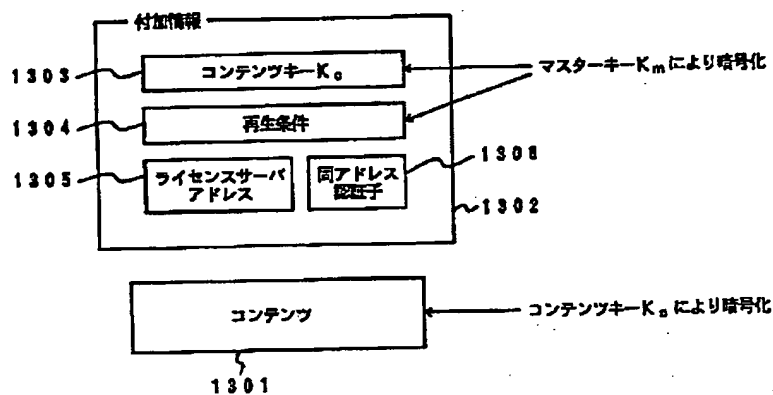 付加情報
1303
コンテンツキーKc
マスターキーKmにより暗号化
1304
再生条件
1305
ライセンスサーバ
アドレス
同アドレス
認証子
1306
1302
コンテンツ
コンテンツキーKcにより暗号化
1301